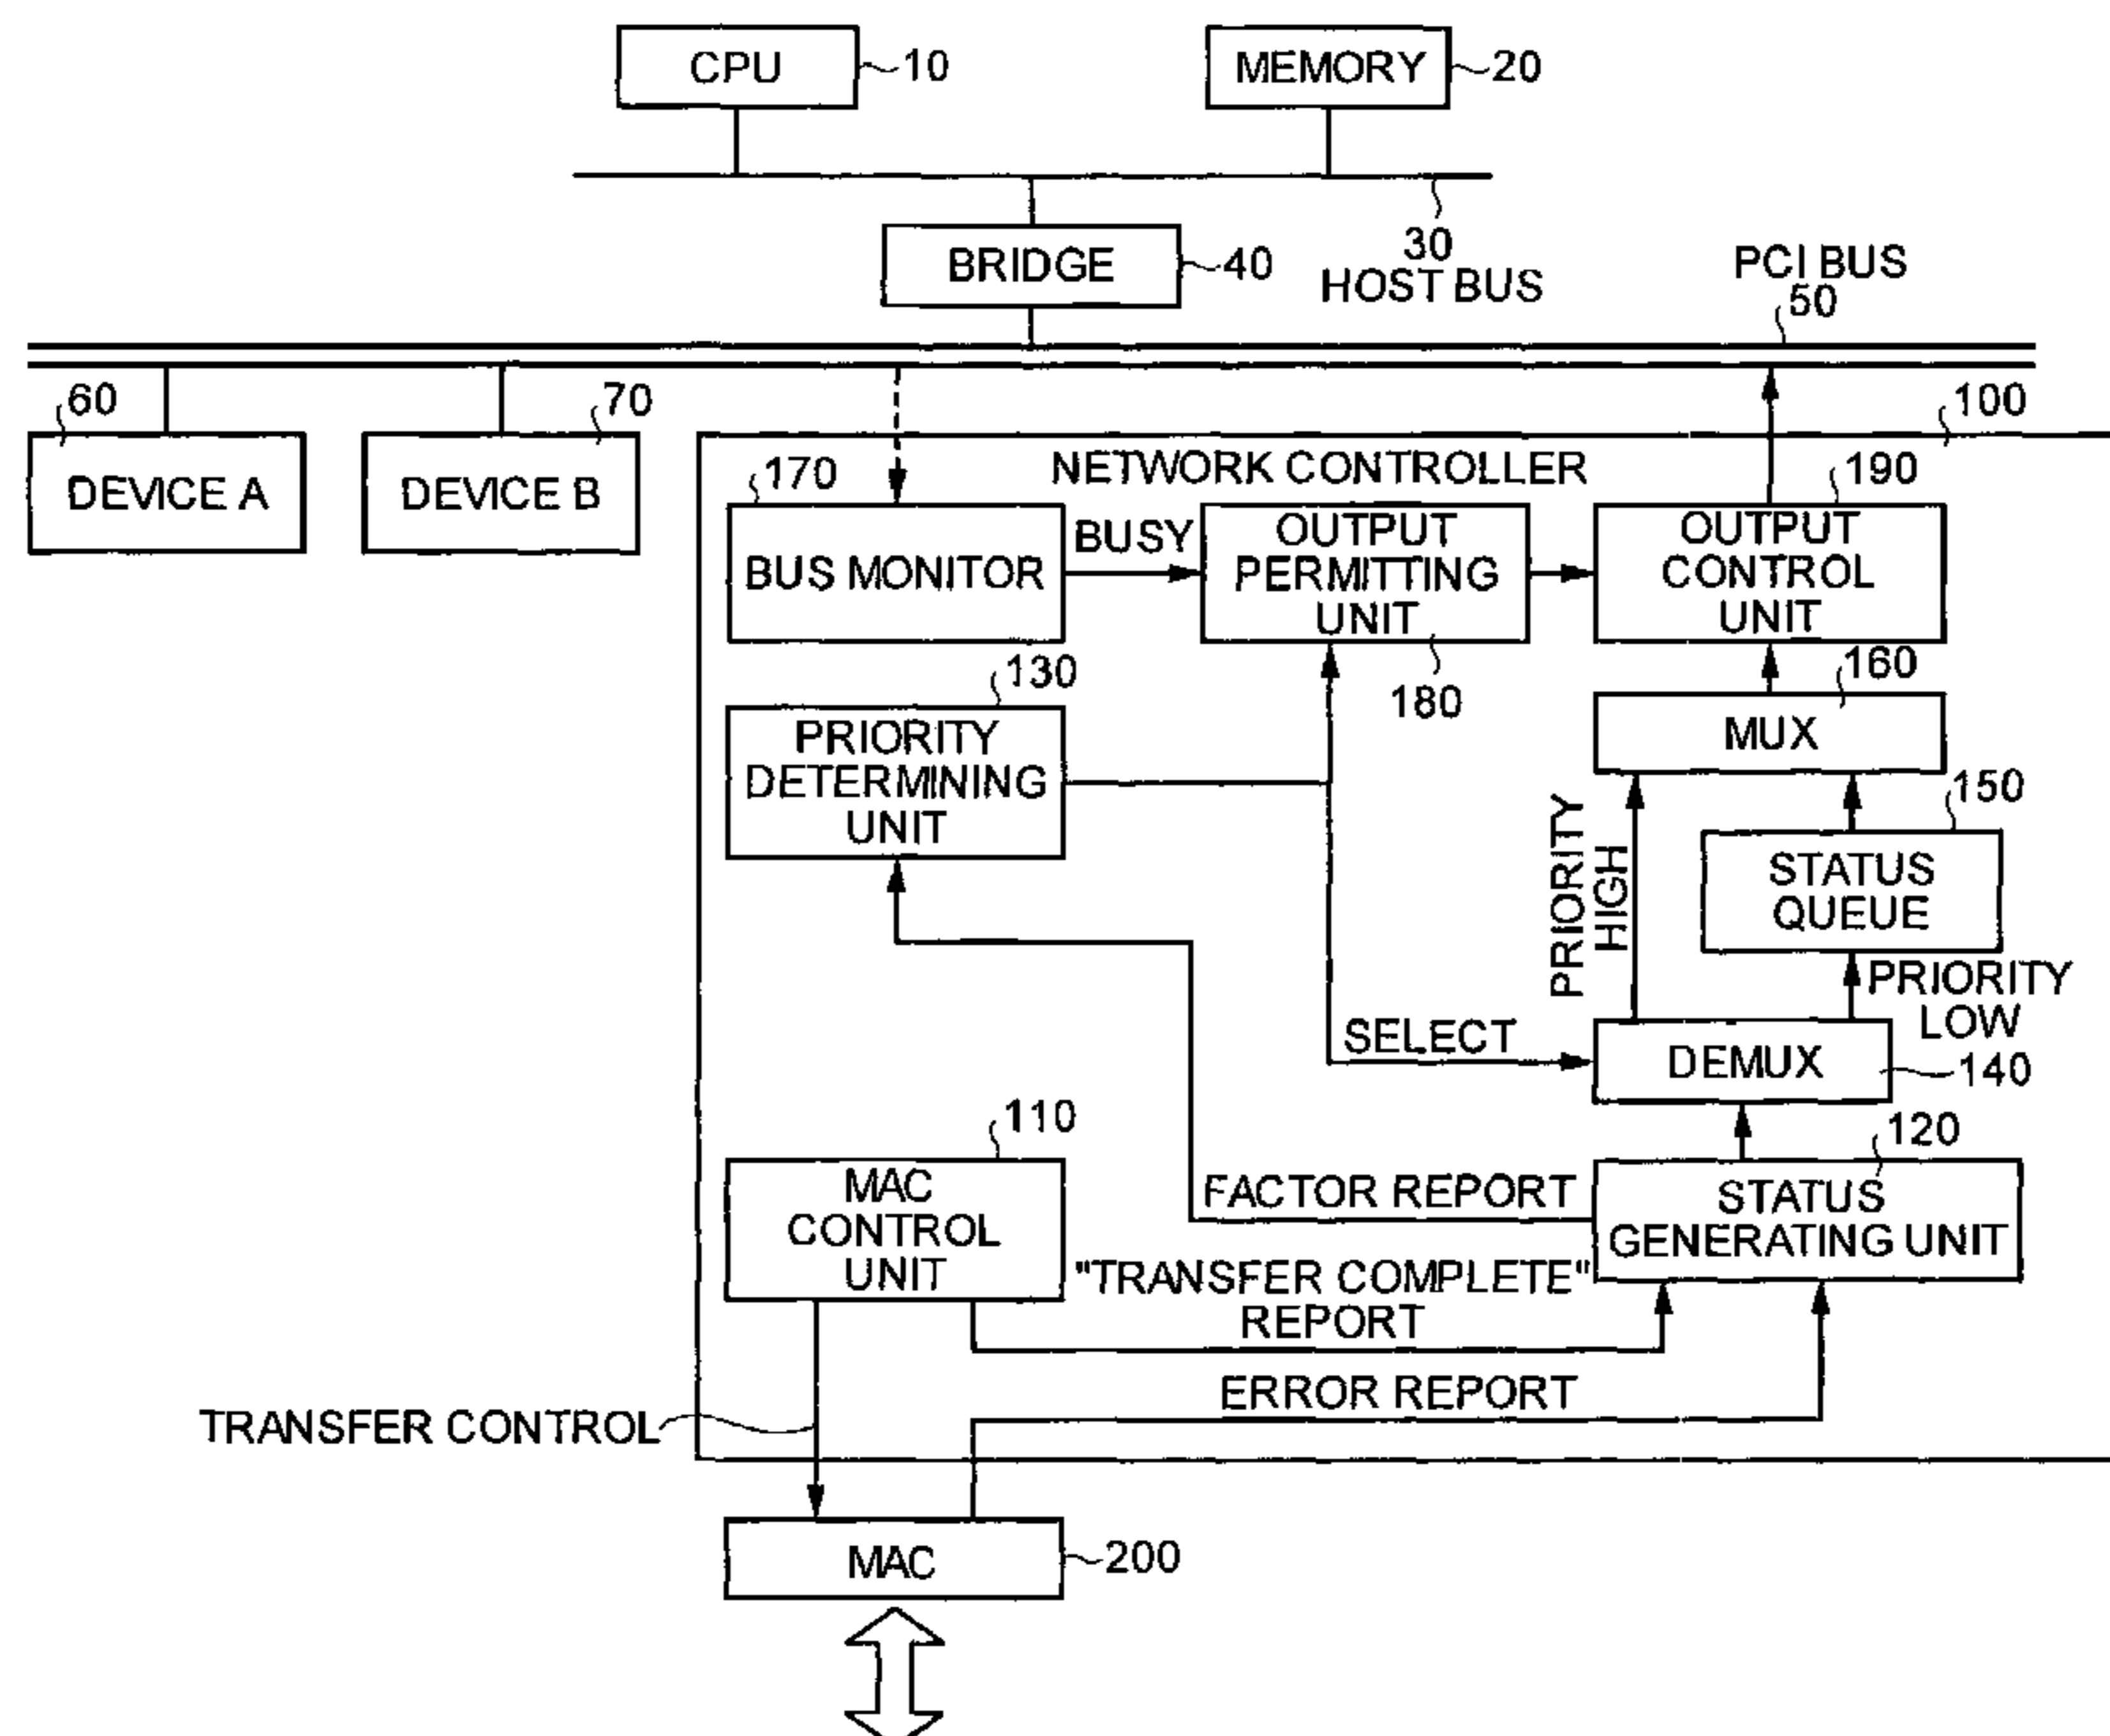 CPU
10
MEMORY
20
30
HOST BUS
BRIDGE
40
PCI BUS
50
60
DEVICE A
70
DEVICE B
100
NETWORK CONTROLLER
170
BUS MONITOR
BUSY
OUTPUT
PERMITTING
UNIT
180
190
OUTPUT
CONTROL
UNIT
130
PRIORITY
DETERMINING
UNIT
160
MUX
150
STATUS
QUEUE
PRIORITY
HIGH
PRIORITY
LOW
SELECT
DEMUX
140
110
MAC
CONTROL
UNIT
FACTOR REPORT
120
STATUS
GENERATING UNIT
"TRANSFER COMPLETE"
REPORT
ERROR REPORT
TRANSFER CONTROL
MAC
200